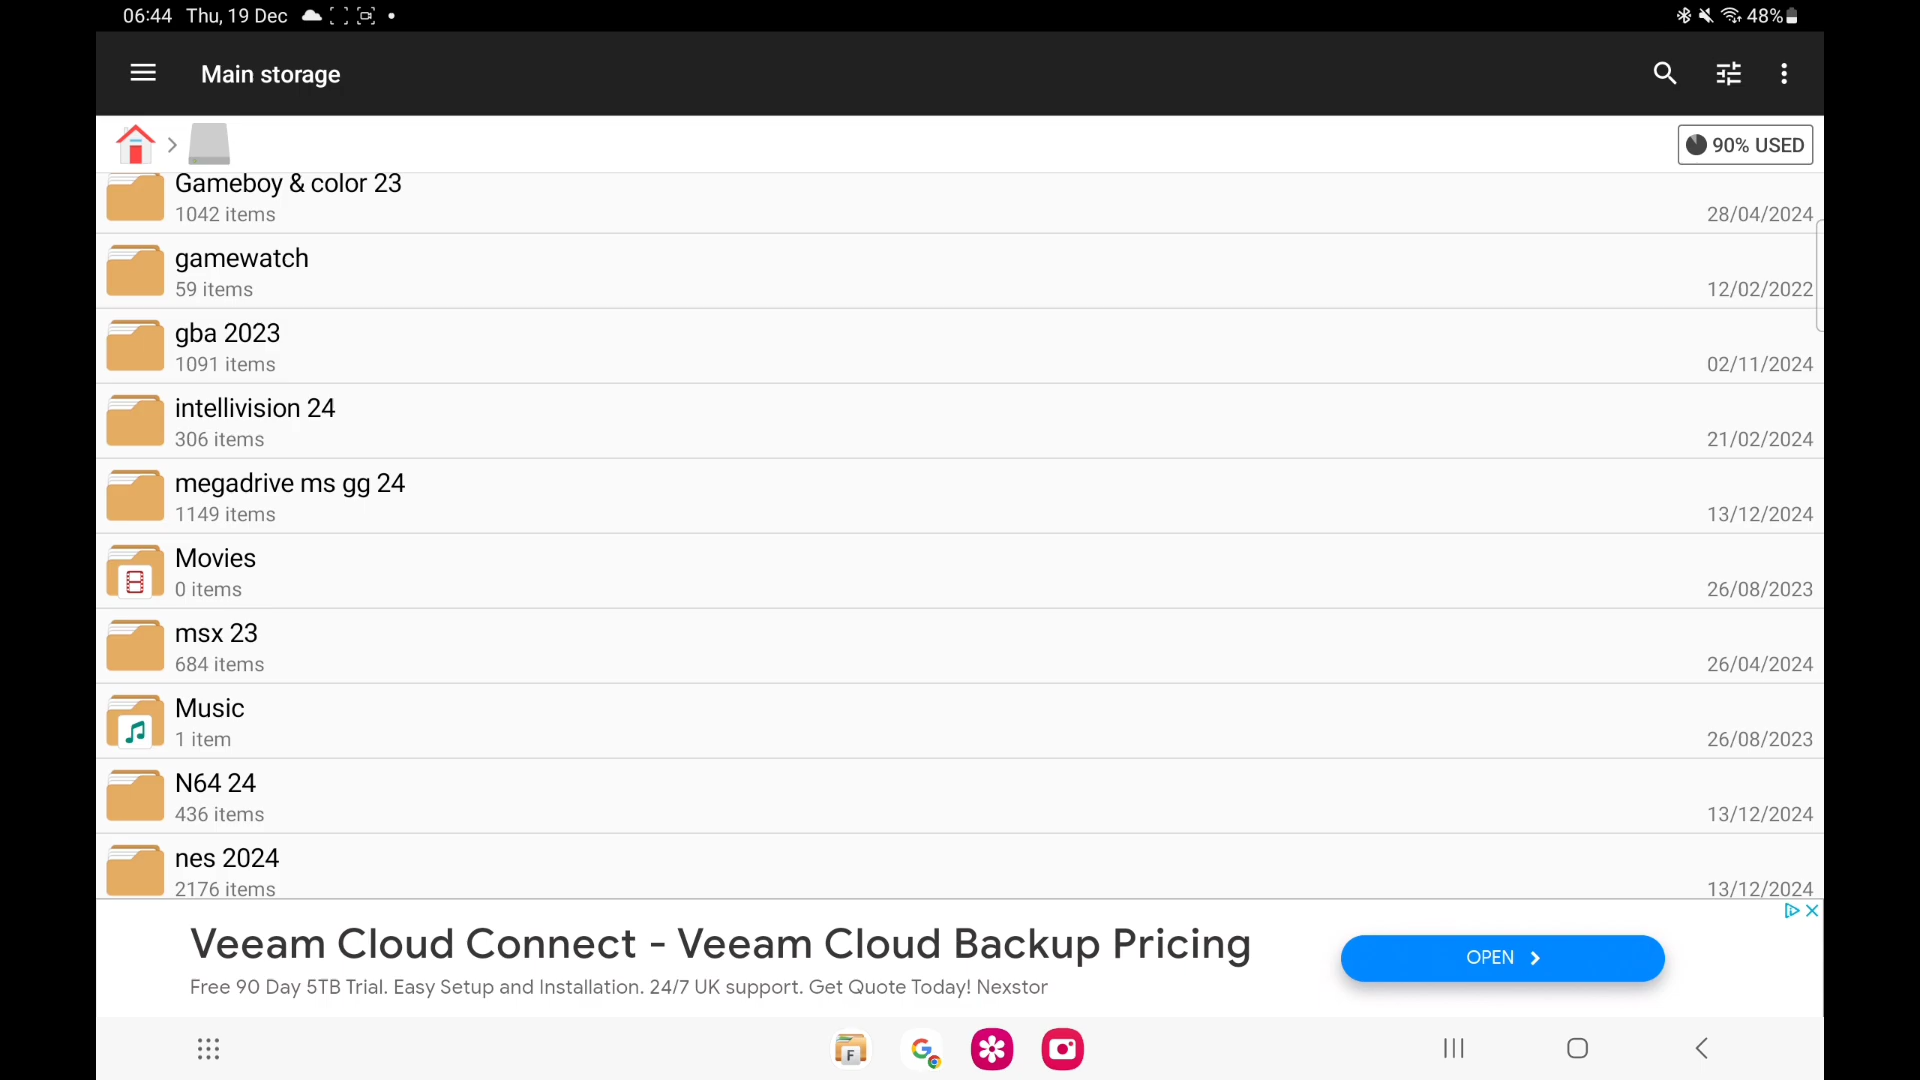 06:44 Thu, 19 Dec
48%
Main storage
90% USED
Gameboy & color 23
1042 items
28/04/2024
gamewatch
59 items
12/02/2022
gba 2023
1091 items
02/11/2024
intellivision 24
306 items
21/02/2024
megadrive ms gg 24
1149 items
13/12/2024
Movies
0 items
26/08/2023
msx 23
684 items
26/04/2024
Music
1 item
26/08/2023
N64 24
436 items
13/12/2024
nes 2024
2176 items
13/12/2024
Veeam Cloud Connect - Veeam Cloud Backup Pricing
Free 90 Day 5TB Trial. Easy Setup and Installation. 24/7 UK support. Get Quote Today! Nexstor
OPEN
F
G